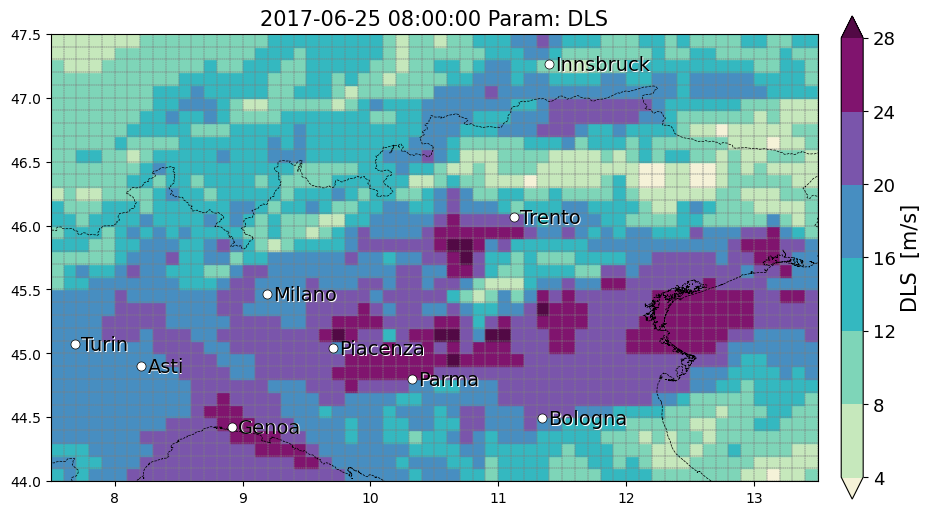 2017-06-25 08:00:00 Param: DLS
47.5
47.0
46.5
46.0
45.5
45.0
44.5
44.0
8
9
10
11
12
13
Innsbruck
Trento
Milano
Turin
Piacenza
Asti
Parma
Genoa
Bologna
28
24
20
16
12
8
4
DLS [m/s]